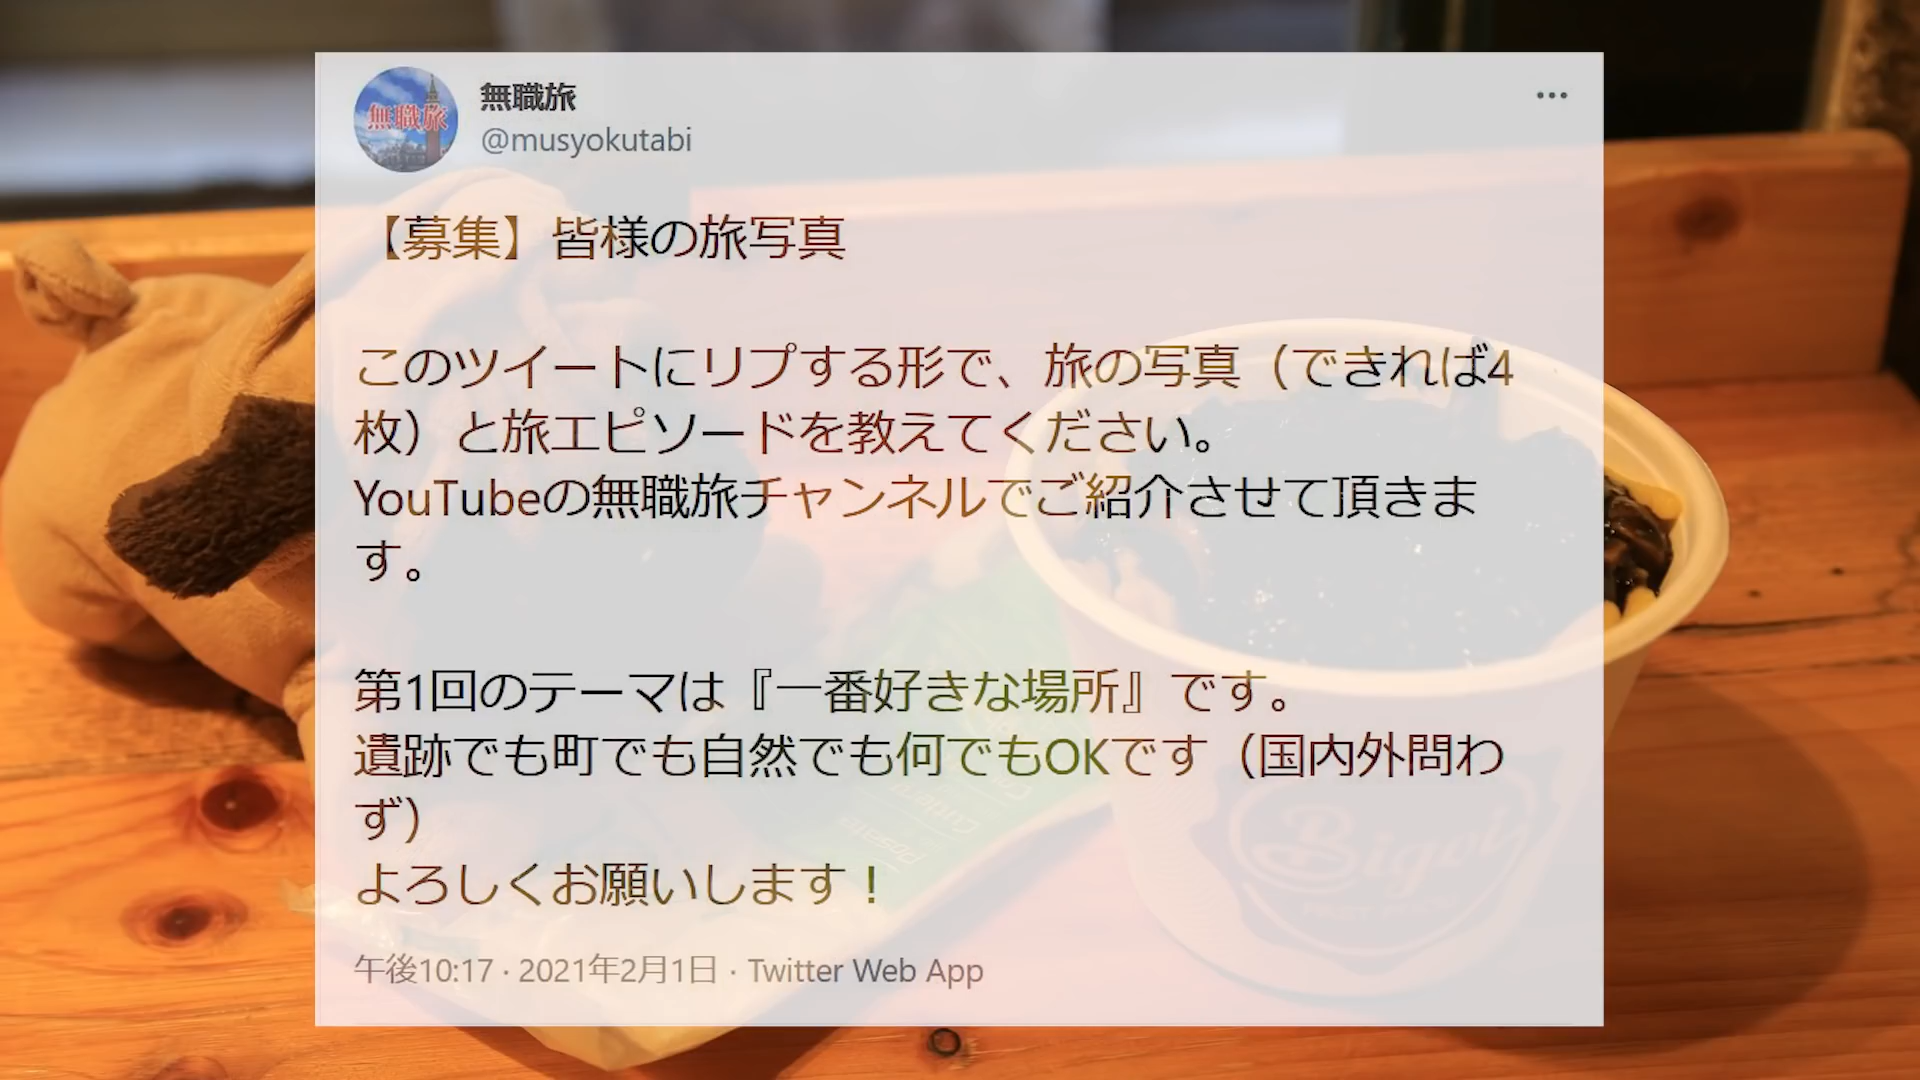 無職旅
無職旅
@musyokutabi
【募集】皆様の旅写真
このツイートにリプする形で、旅の写真（できれば4
枚）と旅エピソードを教えてください。
YouTubeの無職旅チャンネルでご紹介させて頂きま
す。
第1回のテーマは『一番好きな場所』です。
遺跡でも町でも自然でも何でもOKです（国内外問わ
ず）
よろしくお願いします！
午後10:17 · 2021年2月1日 · Twitter Web App
Bigoi